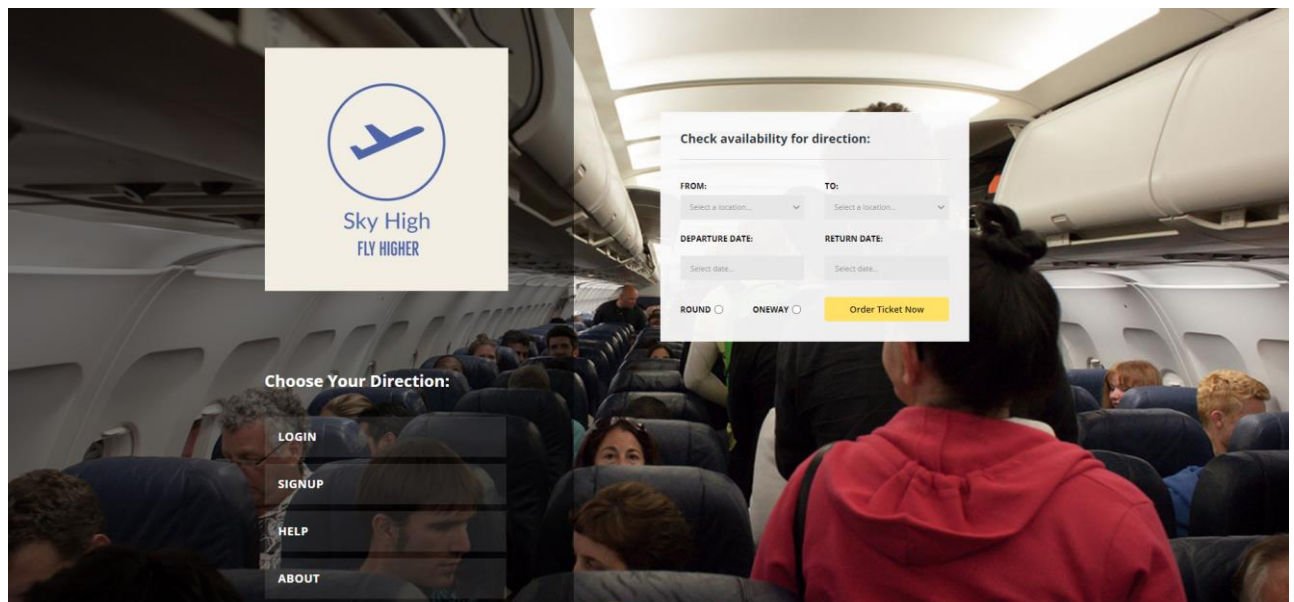 Sky High
FLY HIGHER
Choose Your Direction:
LOGIN
SIGNUP
HELP
ABOUT
Check availability for direction:
FROM: TO:
Select a location... Select a location...
DEPARTURE DATE: RETURN DATE:
Select date... Select date...
ROUND ONEWAY Order Ticket Now